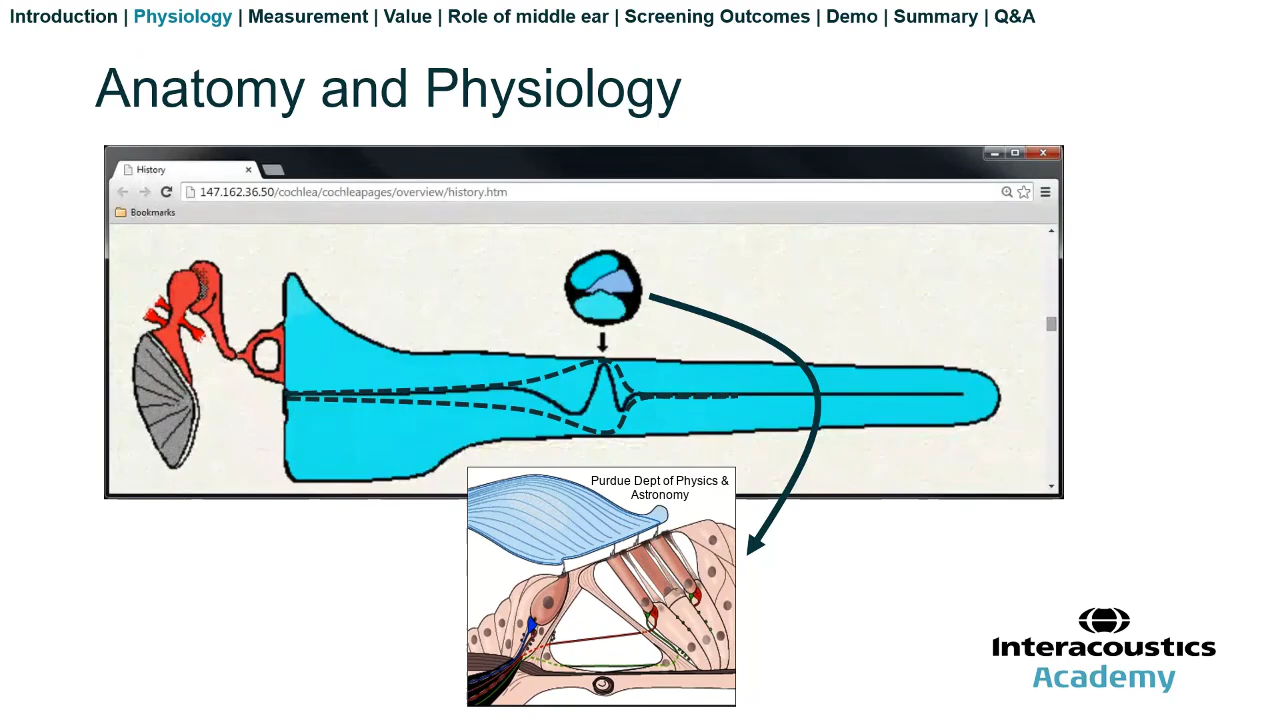 Introduction | Physiology | Measurement | Value | Role of middle ear | Screening Outcomes | Demo | Summary | Q&A
Anatomy and Physiology
History
147.162.36.50/cochlea/cochleapages/overview/history.htm
Bookmarks
Purdue Dept of Physics &
Astronomy
Interacoustics
Academy